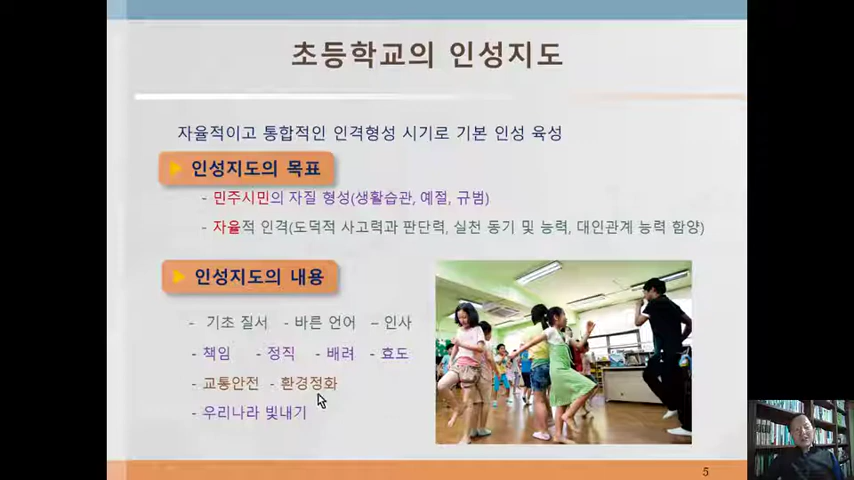 초등학교의 인성지도
자율적이고 통합적인 인격형성 시기로 기본 인성 육성
인성지도의 목표
- 민주시민의 자질 형성(생활습관, 예절, 규범)
- 자율적 인격(도덕적 사고력과 판단력, 실천 동기 및 능력, 대인관계 능력 함양)
인성지도의 내용
- 기초 질서 - 바른 언어 – 인사
- 책임 - 정직 - 배려 - 효도
- 교통안전 - 환경정화
- 우리나라 빛내기
5